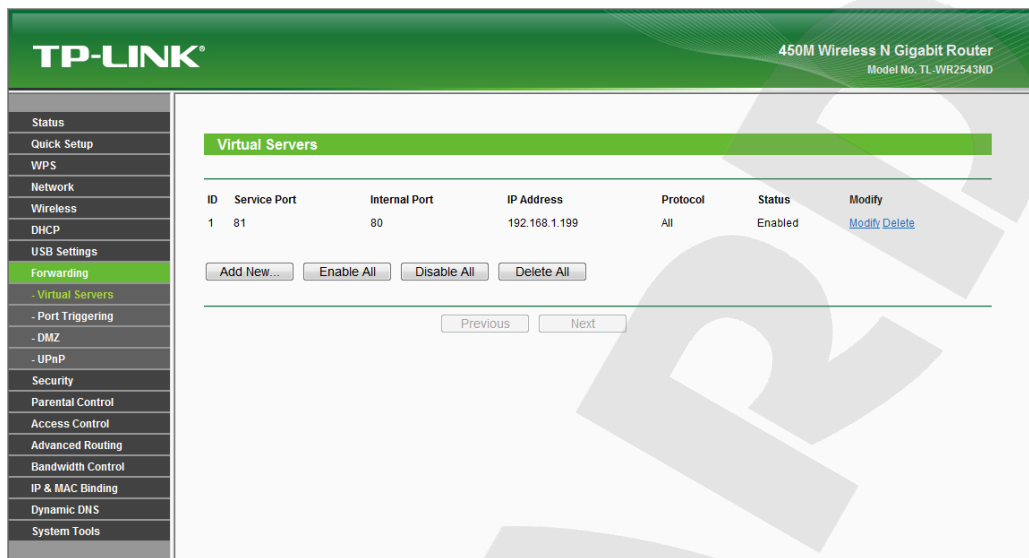 TP-LINK®
450M Wireless N Gigabit Router
Model No. TL-WR2543ND
Status
Quick Setup
WPS
Network
Wireless
DHCP
USB Settings
Forwarding
- Virtual Servers
- Port Triggering
- DMZ
- UPnP
Security
Parental Control
Access Control
Advanced Routing
Bandwidth Control
IP & MAC Binding
Dynamic DNS
System Tools
Virtual Servers
ID Service Port Internal Port IP Address Protocol Status Modify
1 81 80 192.168.1.199 All Enabled Modify Delete
Add New... Enable All Disable All Delete All
Previous Next